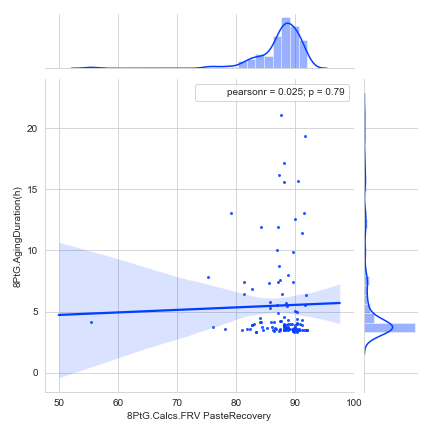 pearsonr = 0.025; p = 0.79
20
15
10
5
0
8PtG.AgingDuration(h)
50 60 70 80 90 100
8PtG.Calcs.FRV PasteRecovery